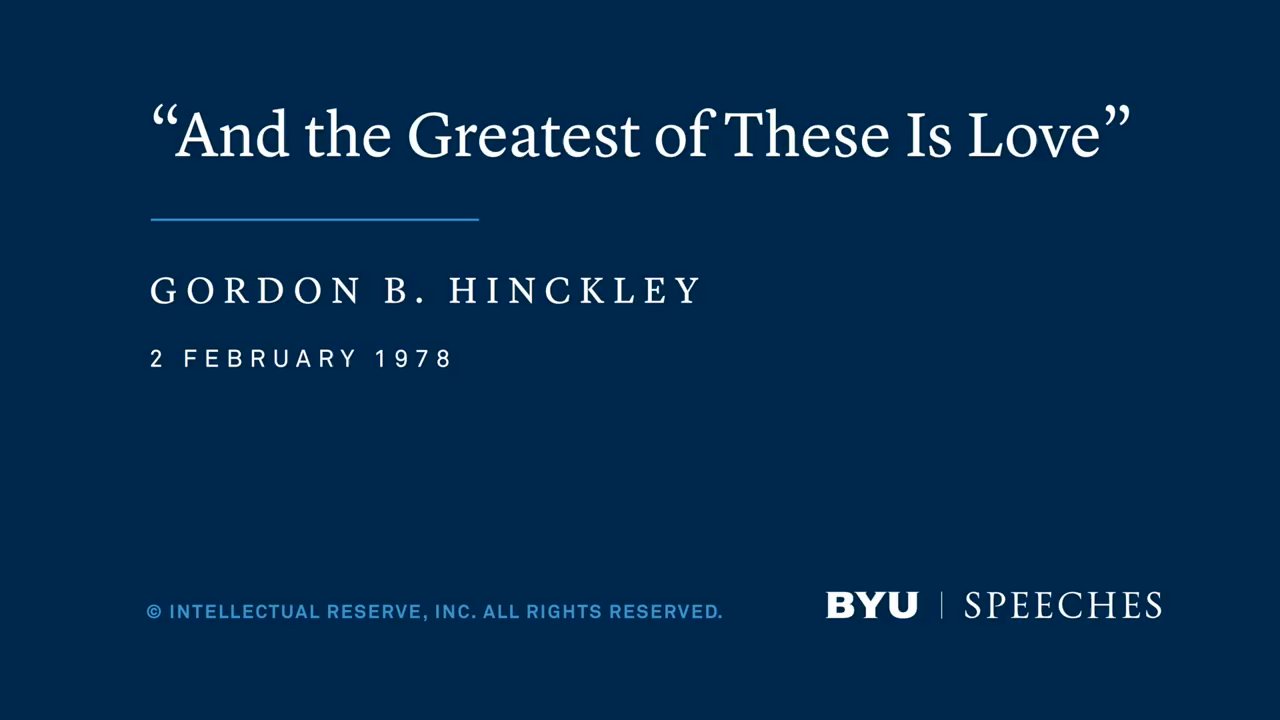 “And the Greatest of These Is Love”
GORDON B. HINCKLEY
2 FEBRUARY 1978
© INTELLECTUAL RESERVE, INC. ALL RIGHTS RESERVED.
BYU | SPEECHES